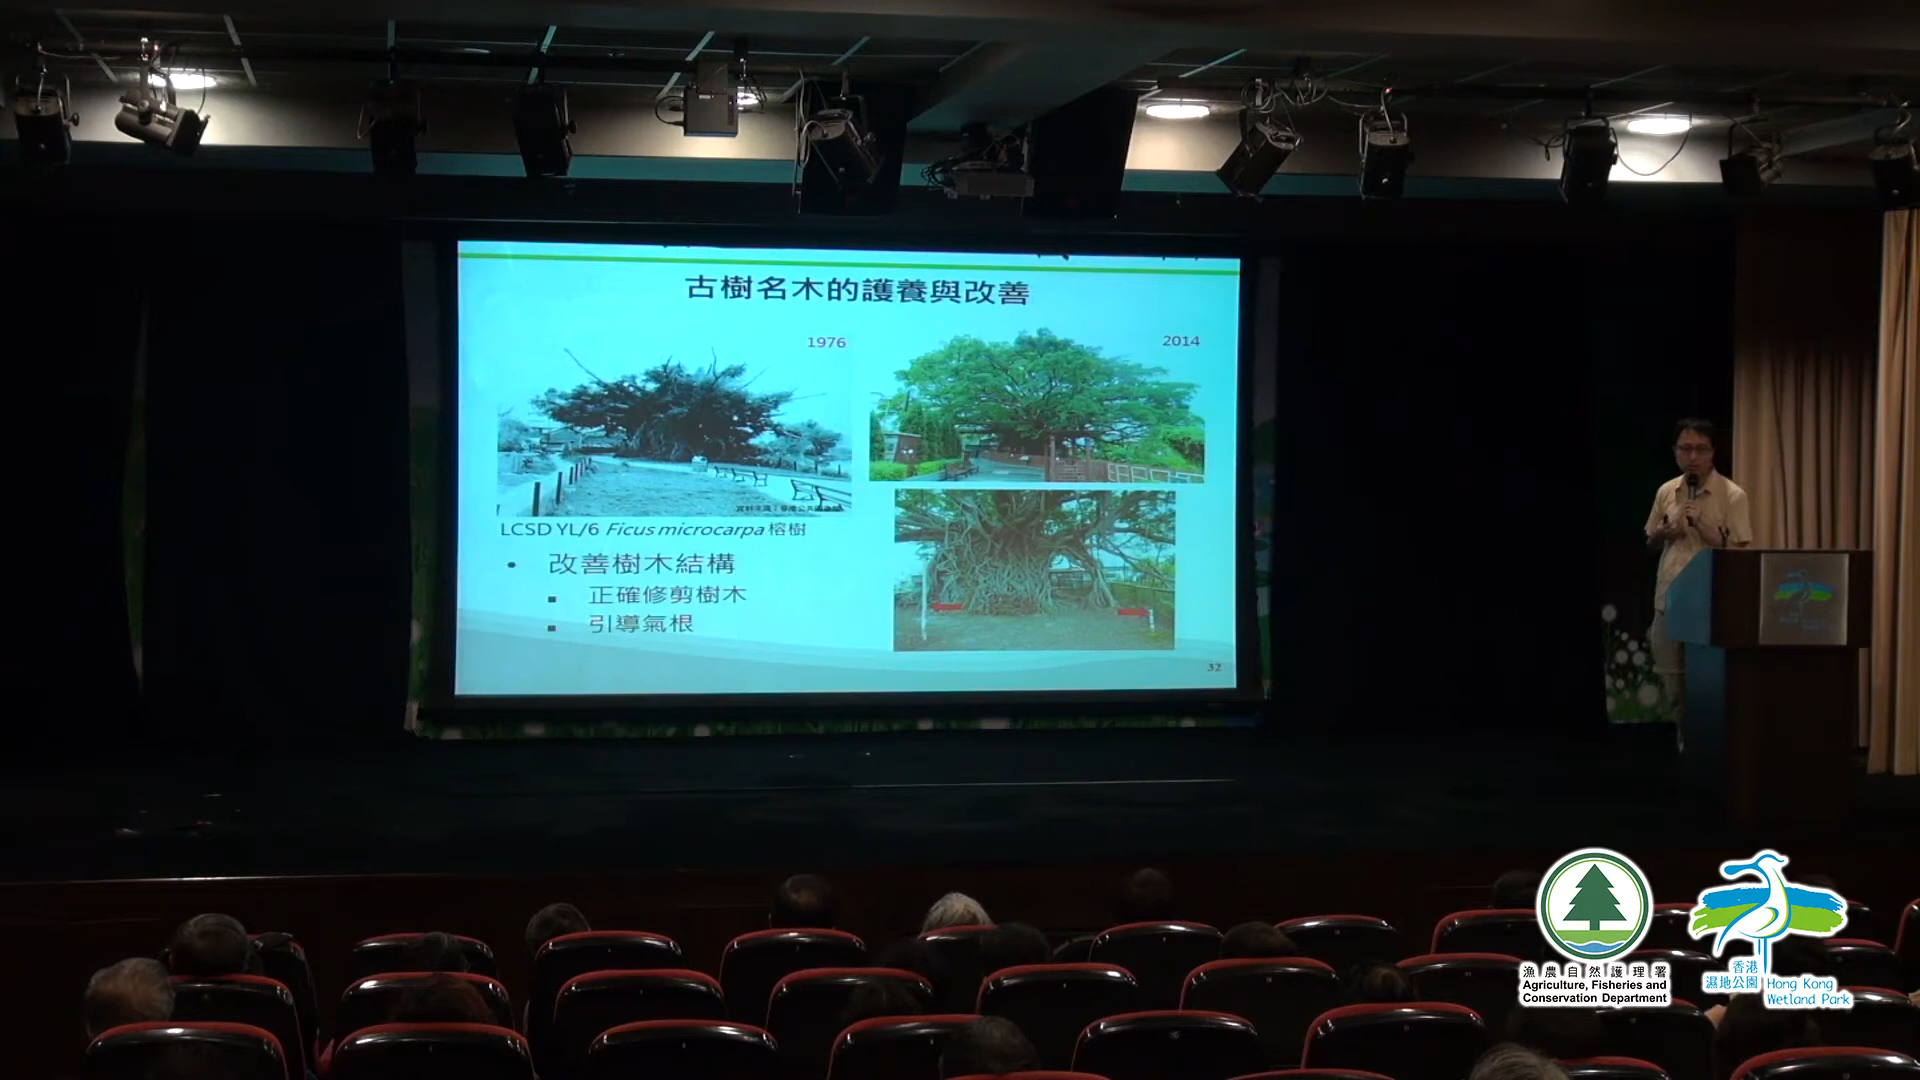 古樹名木的護養與改善
1976
2014
LCSD YL/6 Ficus microcarpa 榕樹
• 改善樹木結構
▪ 正確修剪樹木
▪ 引導氣根
32
漁農自然護理署
Agriculture, Fisheries and
Conservation Department
香港
濕地公園
Hong Kong
Wetland Park